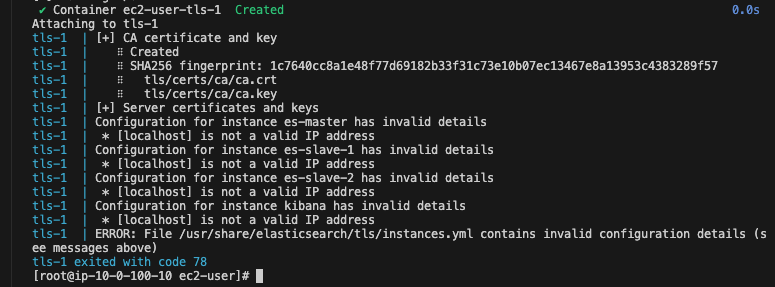 ✔ Container ec2-user-tls-1  Created  0.0s
Attaching to tls-1
tls-1  | [+] CA certificate and key
tls-1  |    ⠿ Created
tls-1  |    ⠿ SHA256 fingerprint: 1c7640cc8a1e48f77d69182b33f31c73e10b07ec13467e8a13953c4383289f57
tls-1  |    ⠿   tls/certs/ca/ca.crt
tls-1  |    ⠿   tls/certs/ca/ca.key
tls-1  | [+] Server certificates and keys
tls-1  | Configuration for instance es-master has invalid details
tls-1  |  * [localhost] is not a valid IP address
tls-1  | Configuration for instance es-slave-1 has invalid details
tls-1  |  * [localhost] is not a valid IP address
tls-1  | Configuration for instance es-slave-2 has invalid details
tls-1  |  * [localhost] is not a valid IP address
tls-1  | Configuration for instance kibana has invalid details
tls-1  |  * [localhost] is not a valid IP address
tls-1  | ERROR: File /usr/share/elasticsearch/tls/instances.yml contains invalid configuration details (s
ee messages above)
tls-1 exited with code 78
[root@ip-10-0-100-10 ec2-user]#